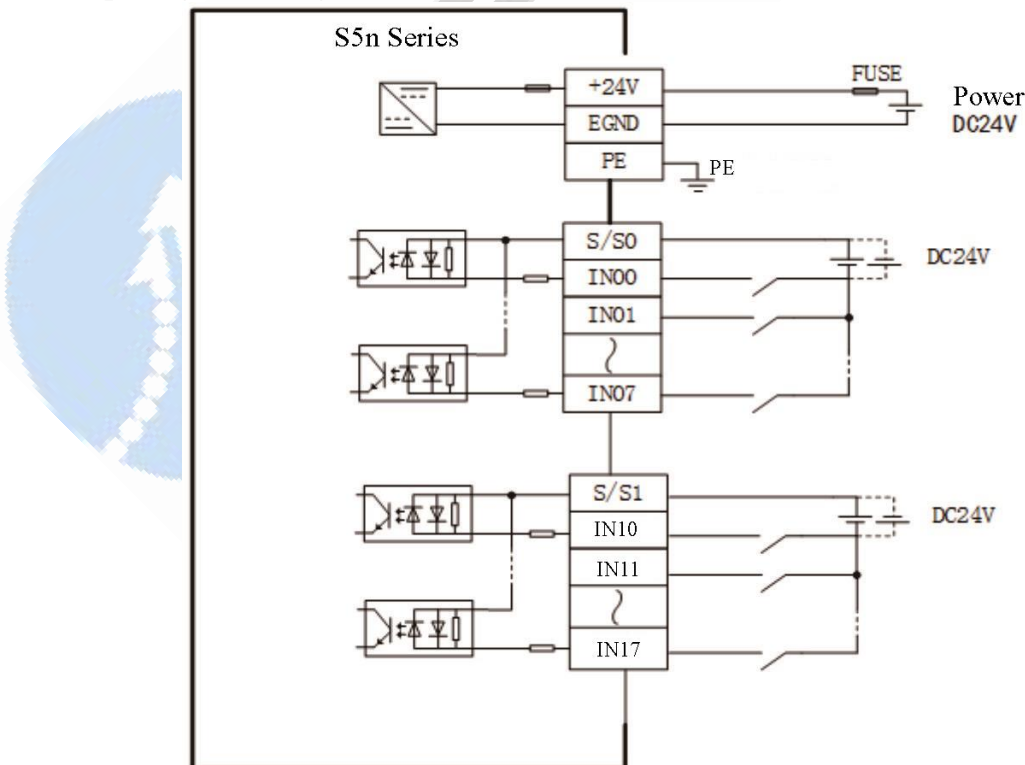 S5n Series
+24V
FUSE
Power
DC24V
EGND
PE
PE
S/S0
DC24V
IN00
IN01
IN07
S/S1
DC24V
IN10
IN11
IN17